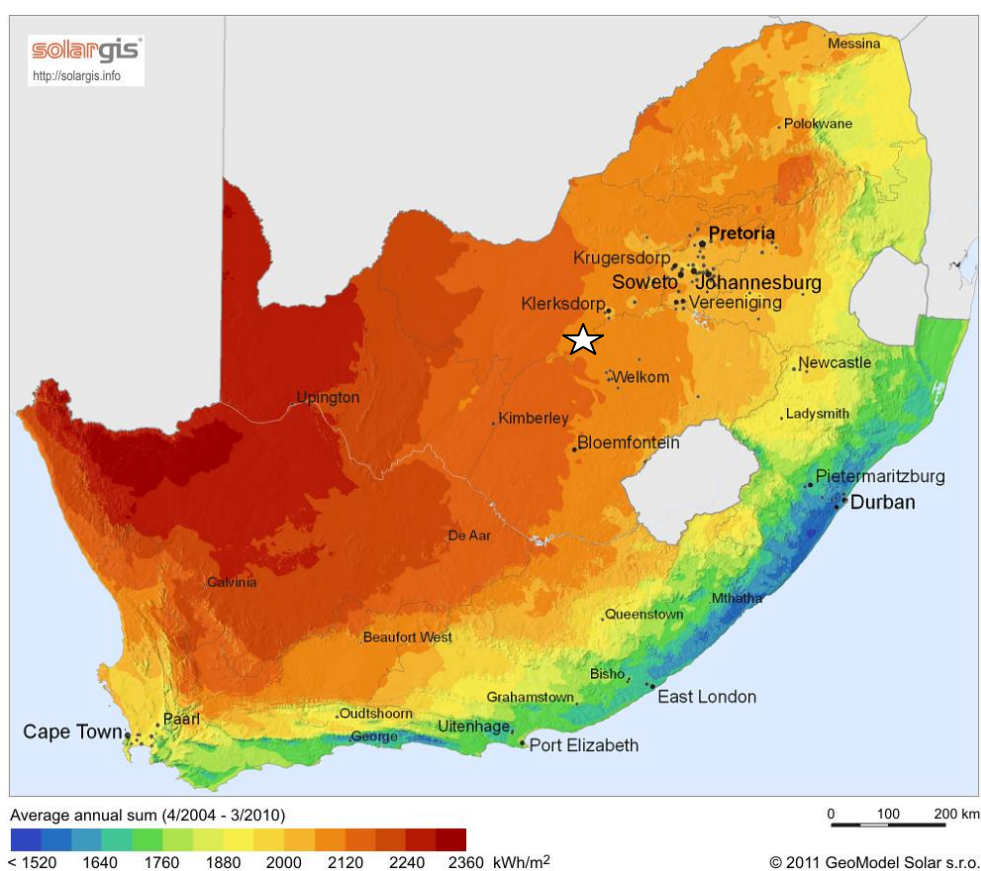 solargis
http://solargis.info
Messina
Polokwane
Pretoria
Krugersdorp
Soweto
Johannesburg
Klerksdorp
Vereeniging
Welkom
Newcastle
Upington
Kimberley
Ladysmith
Bloemfontein
Pietermaritzburg
Durban
De Aar
Calvinia
Mthatha
Queenstown
Beaufort West
Bisho
Grahamstown
East London
Oudtshoorn
Paarl
Cape Town
George
Uitenhage
Port Elizabeth
Average annual sum (4/2004 - 3/2010)
0 100 200 km
< 1520 1640 1760 1880 2000 2120 2240 2360 kWh/m2
© 2011 GeoModel Solar s.r.o.